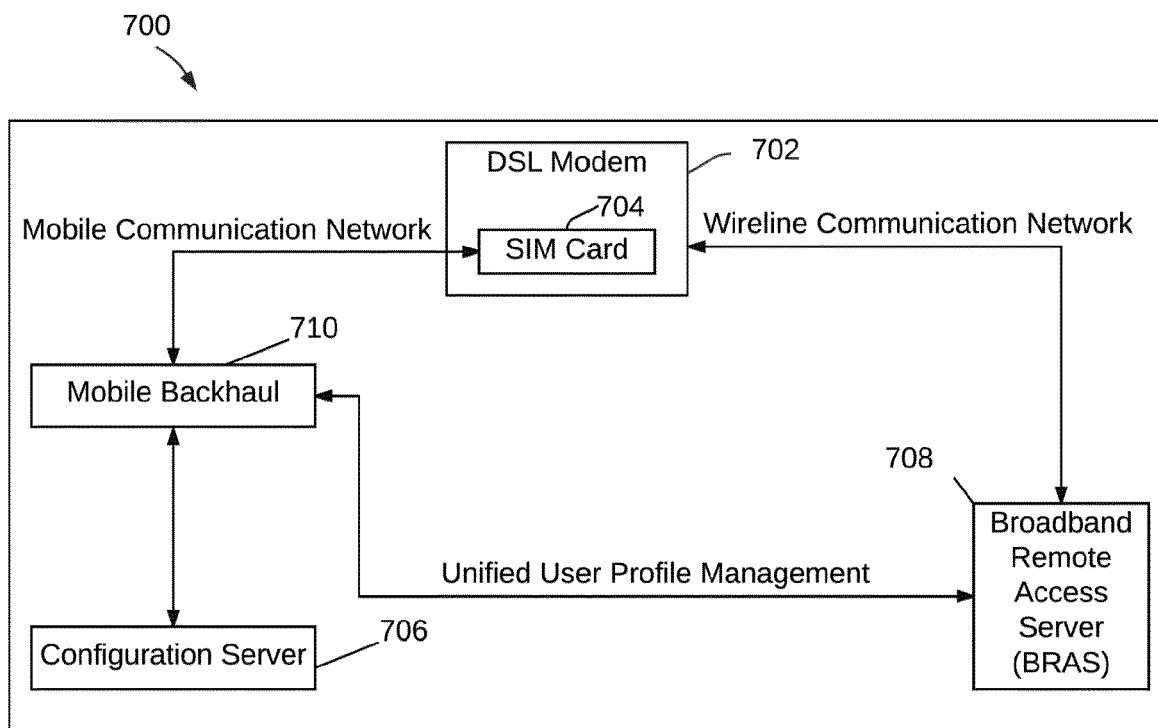 700
DSL Modem
702
704
SIM Card
Mobile Communication Network
Wireline Communication Network
710
Mobile Backhaul
708
Broadband
Remote
Access
Server
(BRAS)
Unified User Profile Management
706
Configuration Server